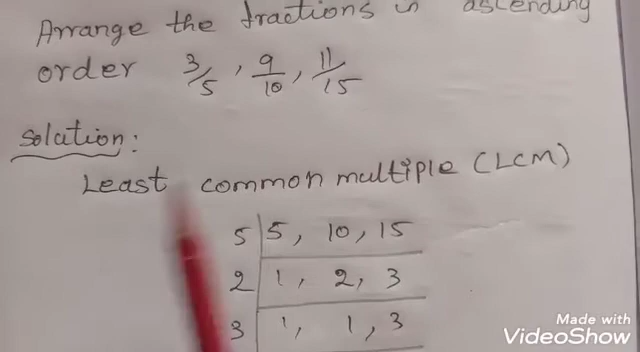 Arrange the fractions in ascending
order 3/5, 9/10, 11/15
Solution:
Least common multiple (LCM)
5 | 5, 10, 15
2 | 1, 2, 3
3 | 1, 1, 3
Made with
VideoShow